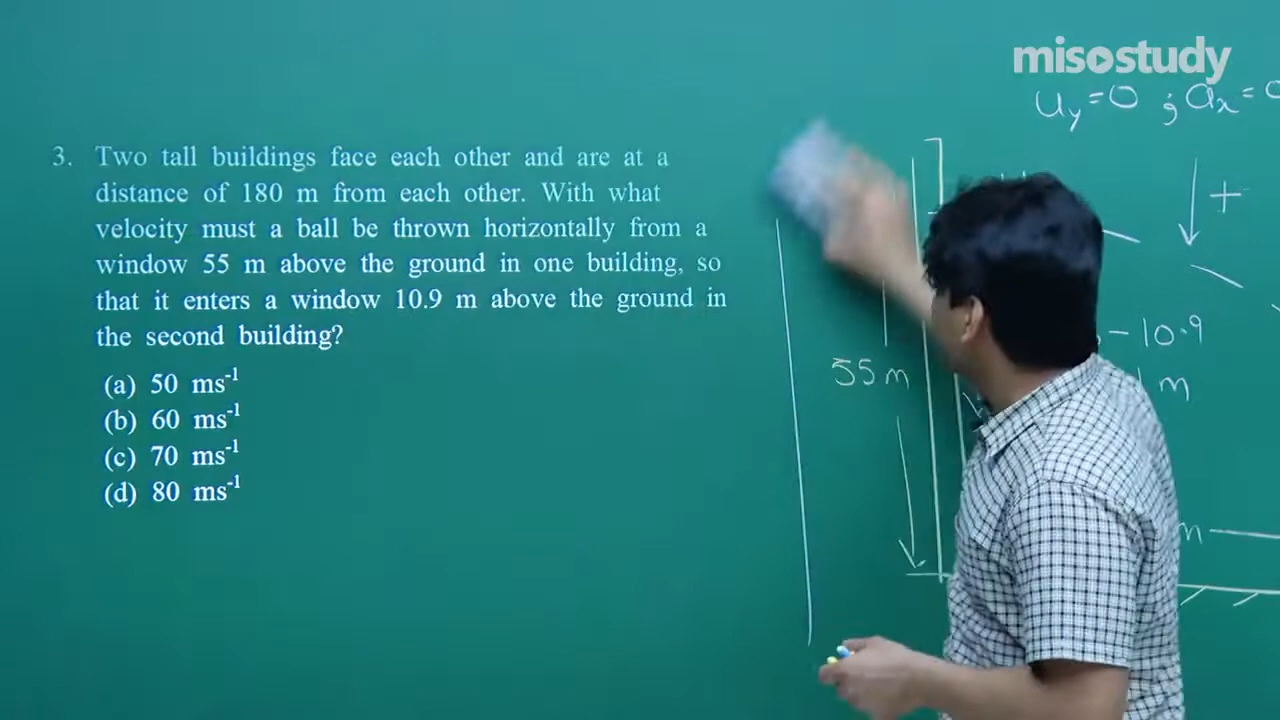 misostudy
u_y=0 ; a_x=0
3. Two tall buildings face each other and are at a
distance of 180 m from each other. With what
velocity must a ball be thrown horizontally from a
window 55 m above the ground in one building, so
that it enters a window 10.9 m above the ground in
the second building?
(a) 50 ms⁻¹
(b) 60 ms⁻¹
(c) 70 ms⁻¹
(d) 80 ms⁻¹
+
55 m
-10.9
m
m